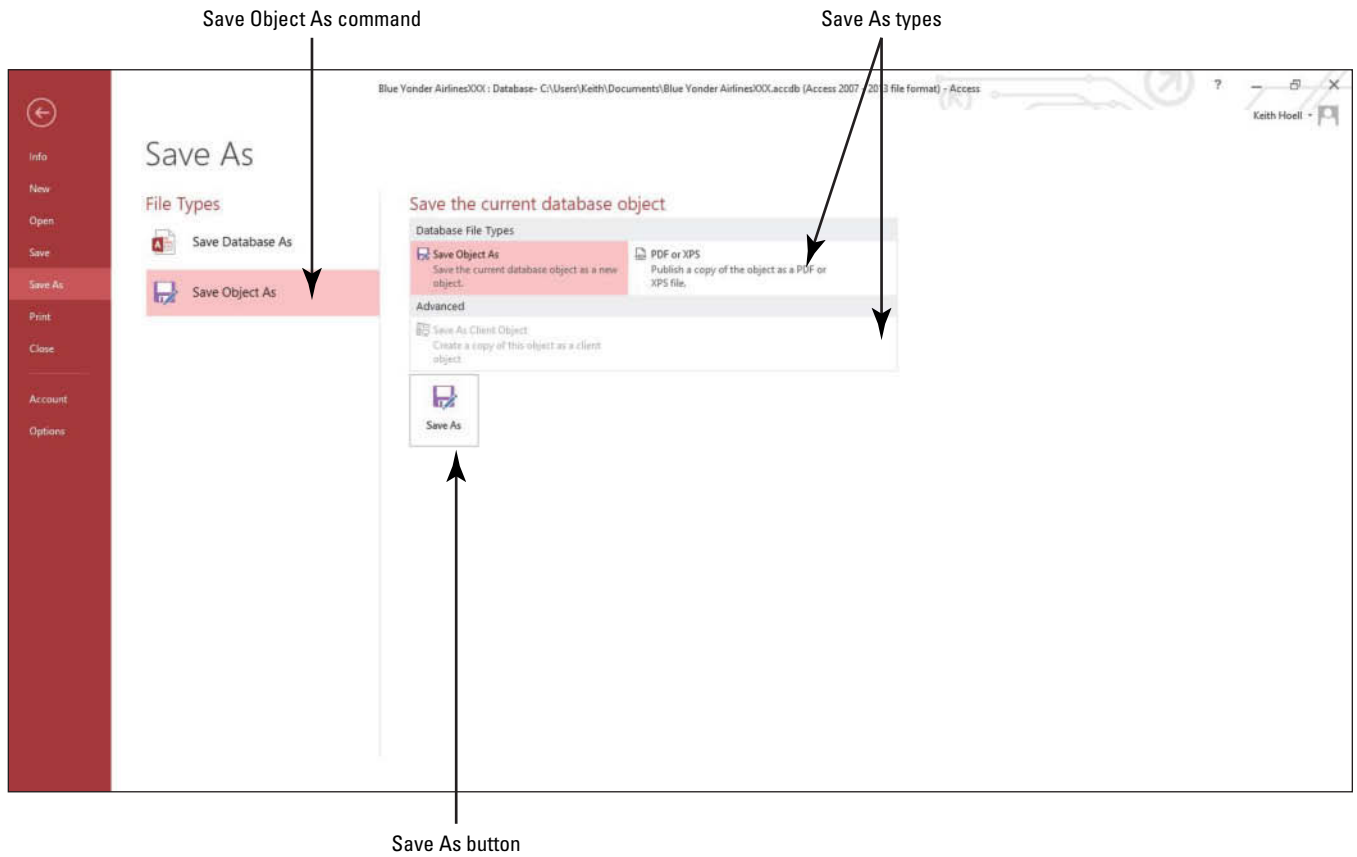 Save Object As command
Save As types
Blue Yonder AirlinesXXX : Database- C:\Users\Keith\Documents\Blue Yonder AirlinesXXX.accdb (Access 2007 - 2013 file format) - Access
?
Keith Hoell
Info
New
Open
Save
Save As
Print
Close
Account
Options
Save As
File Types
Save Database As
Save Object As
Save the current database object
Database File Types
Save Object As
Save the current database object as a new
object.
PDF or XPS
Publish a copy of the object as a PDF or
XPS file.
Advanced
Save As Client Object
Create a copy of this object as a client
object
Save As
Save As button